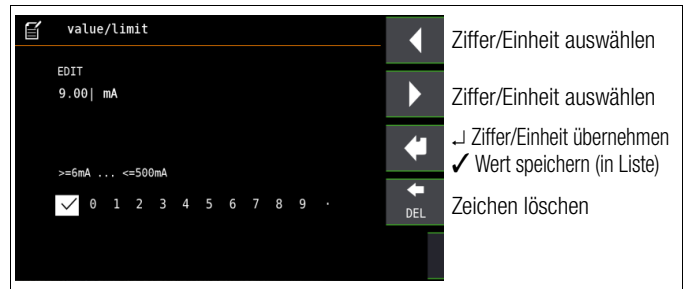 value/limit
Ziffer/Einheit auswählen
EDIT
9.00| mA
Ziffer/Einheit auswählen
↵ Ziffer/Einheit übernehmen
✓ Wert speichern (in Liste)
>=6mA ... <=500mA
✓ 0 1 2 3 4 5 6 7 8 9 ·
DEL
Zeichen löschen